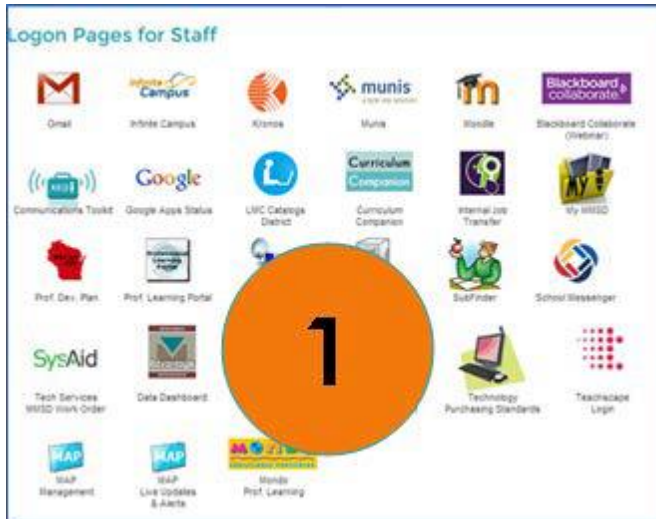 Logon Pages for Staff
Gmail
Infinite Campus
Kronos
munis
Munis
Moodle
Blackboard
collaborate
Blackboard Collaborate
(Webinar)
Communications Toolkit
Google
Google Apps Status
LMC Catalogs
District
Curriculum
Companion
Curriculum
Companion
Internal Job
Transfer
MY
My MMSD
Prof. Dev. Plan
Prof. Learning Portal
SubFinder
School Messenger
1
SysAid
Tech Services
MMSD Work Order
Data Dashboard
Technology
Purchasing Standards
Teachscape
Login
MAP
MAP
Management
MAP
MAP
Live Updates
& Alerts
Mondo
Prof. Learning